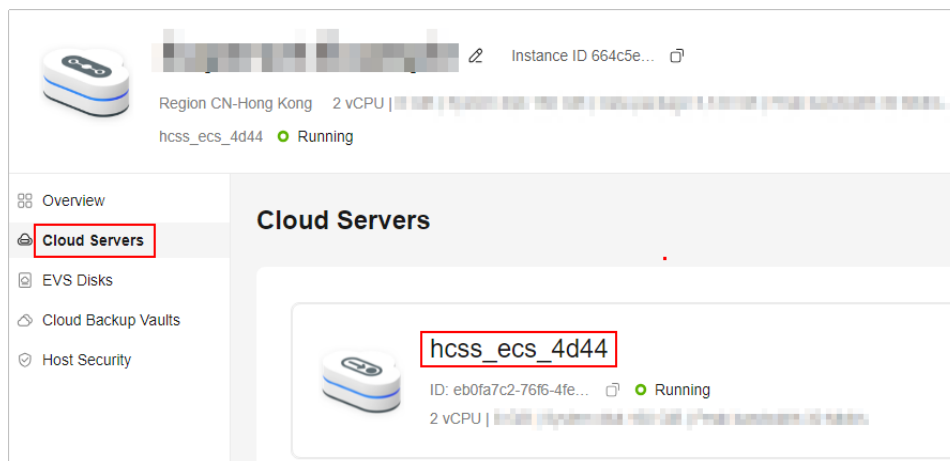 Instance ID 664c5e...
Region CN-Hong Kong 2 vCPU |
hcss_ecs_4d44 Running
Overview
Cloud Servers
EVS Disks
Cloud Backup Vaults
Host Security
Cloud Servers
hcss_ecs_4d44
ID: eb0fa7c2-76f6-4fe... Running
2 vCPU |